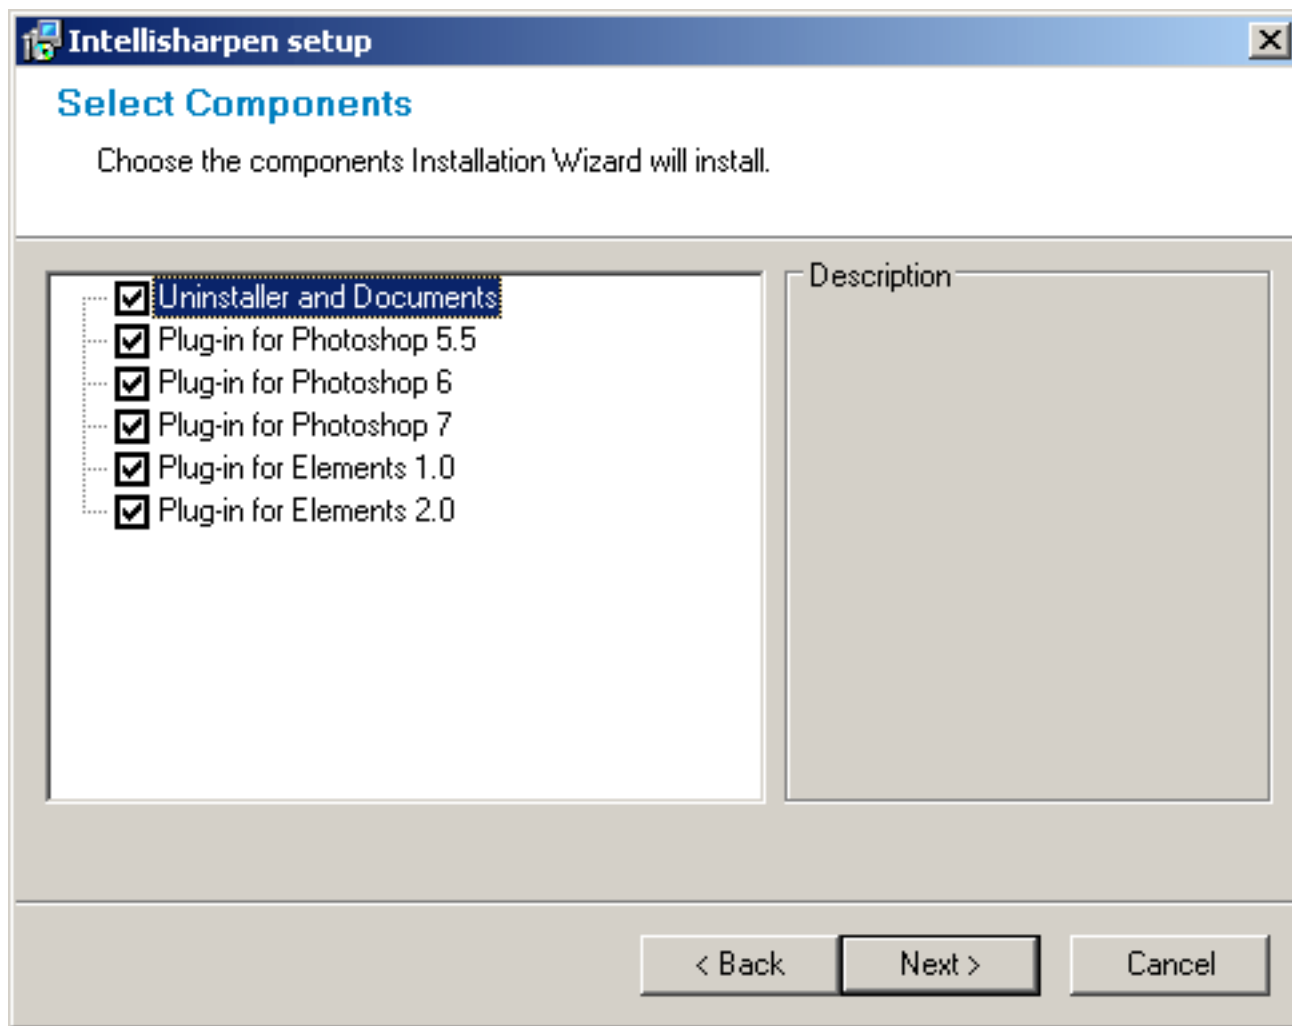 Intellisharpen setup
Select Components
Choose the components Installation Wizard will install.
Uninstaller and Documents
Plug-in for Photoshop 5.5
Plug-in for Photoshop 6
Plug-in for Photoshop 7
Plug-in for Elements 1.0
Plug-in for Elements 2.0
Description
< Back
Next >
Cancel